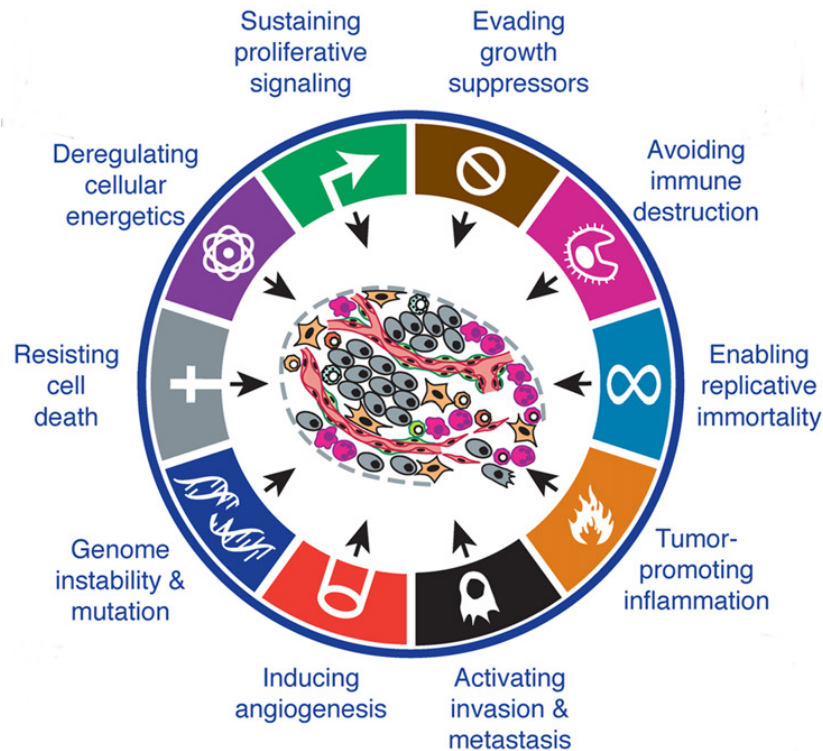 Sustaining
proliferative
signaling
Evading
growth
suppressors
Avoiding
immune
destruction
Enabling
replicative
immortality
Tumor-
promoting
inflammation
Activating
invasion &
metastasis
Inducing
angiogenesis
Genome
instability &
mutation
Resisting
cell
death
Deregulating
cellular
energetics